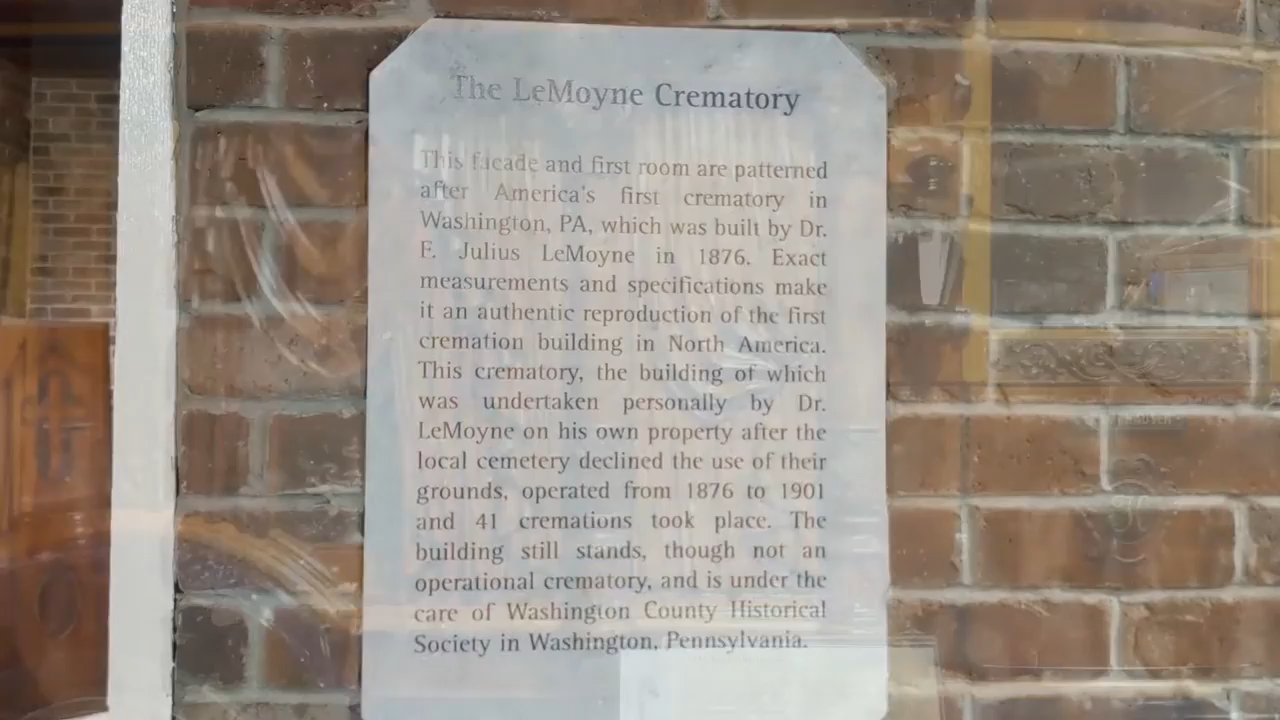 The LeMoyne Crematory
This facade and first room are patterned
after America's first crematory in
Washington, PA, which was built by Dr.
F. Julius LeMoyne in 1876. Exact
measurements and specifications make
it an authentic reproduction of the first
cremation building in North America.
This crematory, the building of which
was undertaken personally by Dr.
LeMoyne on his own property after the
local cemetery declined the use of their
grounds, operated from 1876 to 1901
and 41 cremations took place. The
building still stands, though not an
operational crematory, and is under the
care of Washington County Historical
Society in Washington, Pennsylvania.